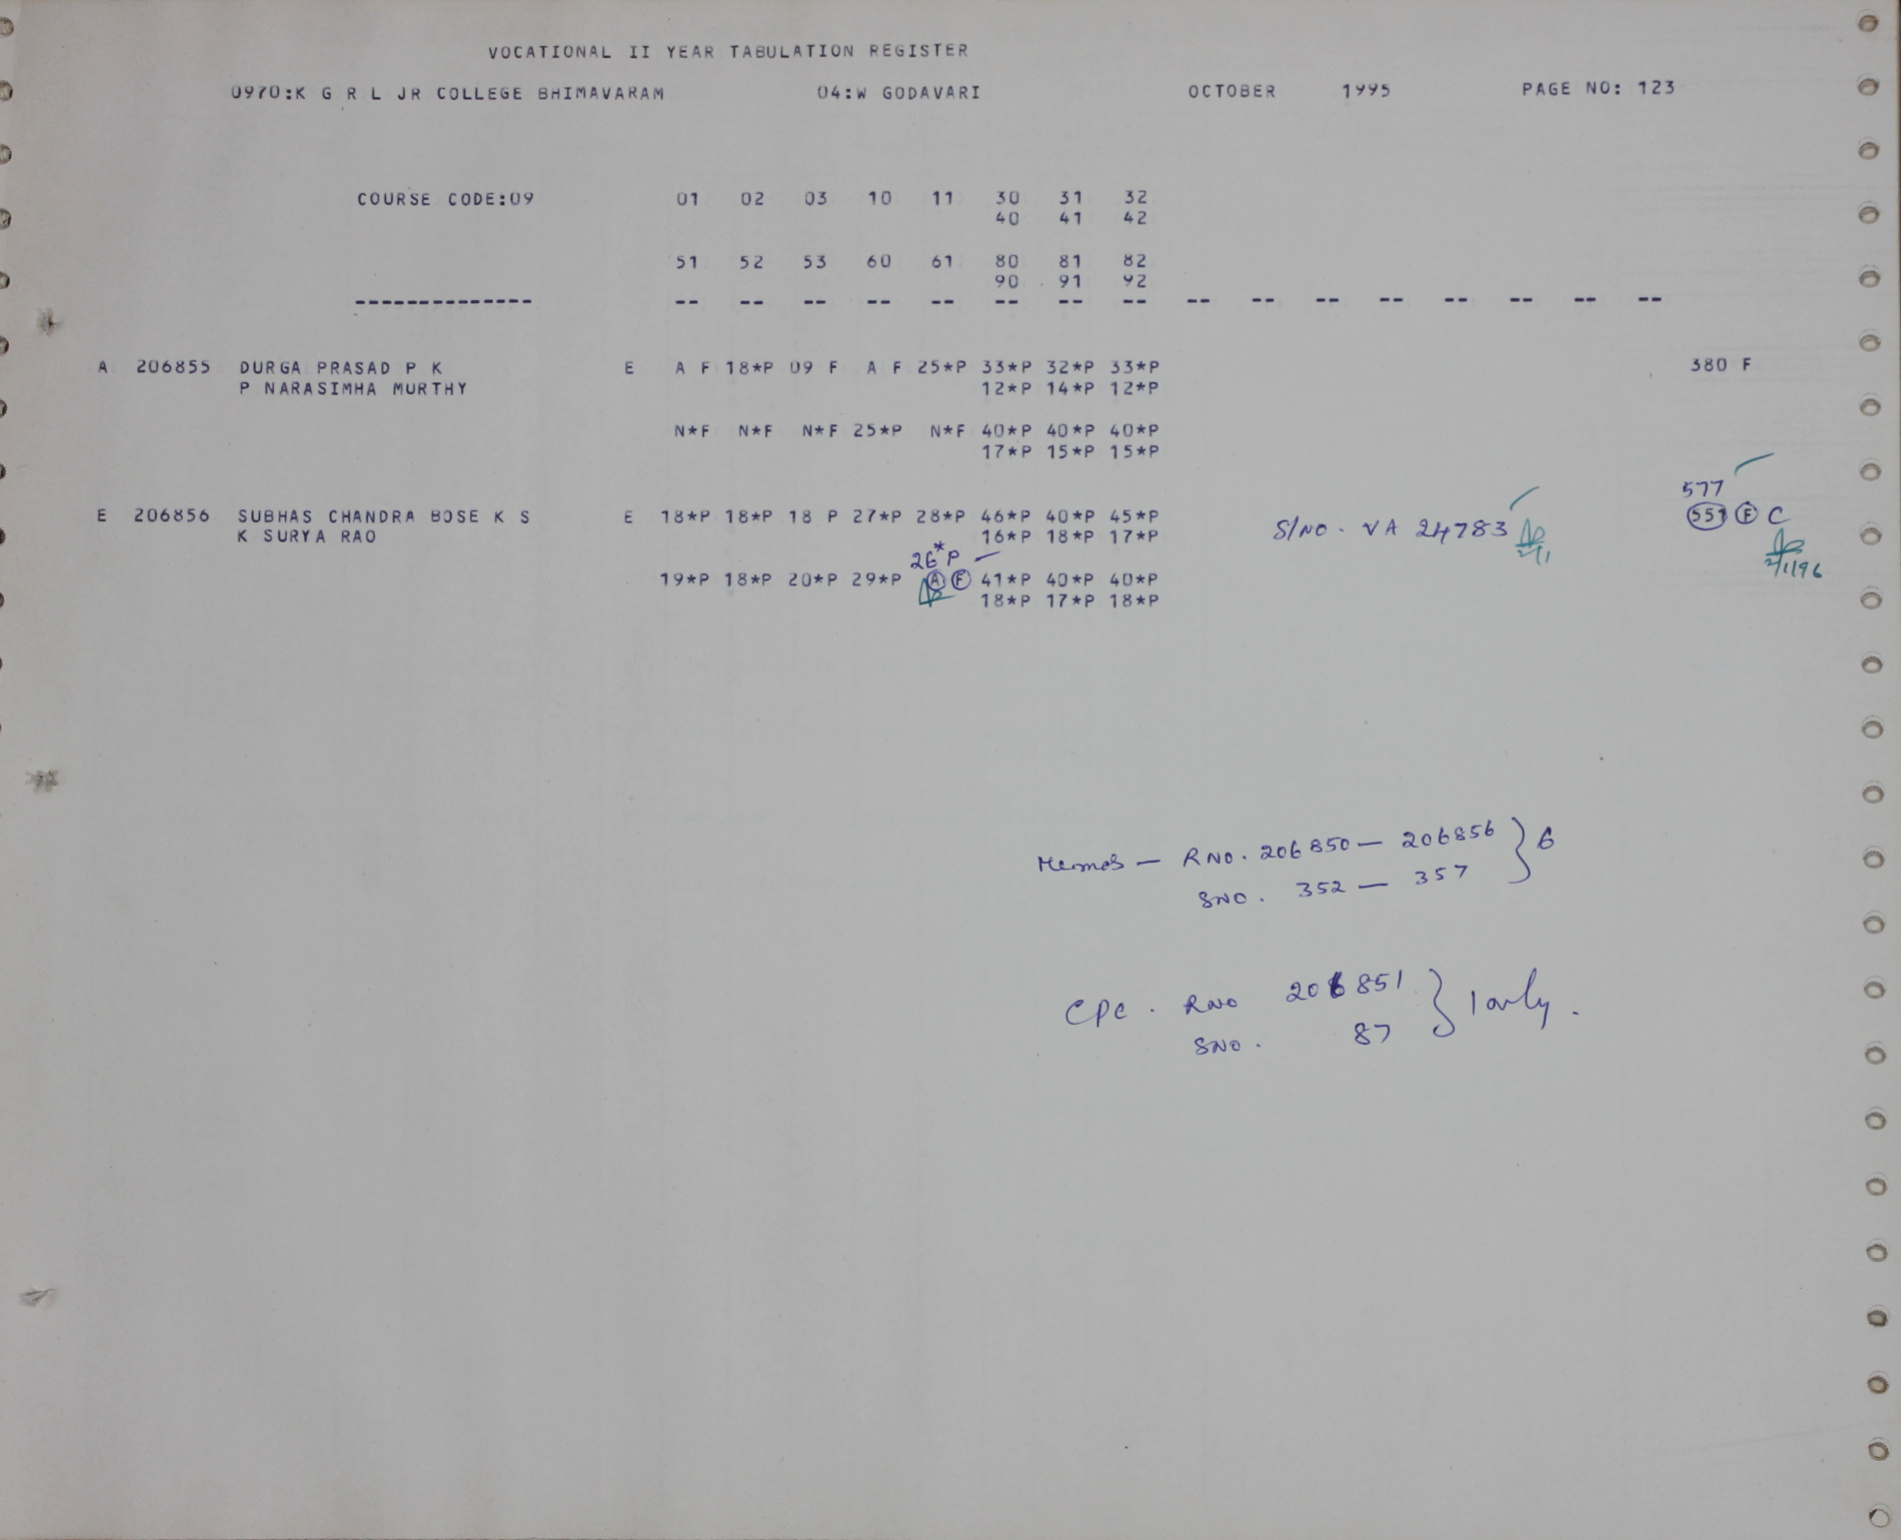 VOCATIONAL II YEAR TABULATION REGISTER
0970:K G R L JR COLLEGE BHIMAVARAM 04:W GODAVARI OCTOBER 1995 PAGE NO: 123
COURSE CODE:09 01 02 03 10 11 30 31 32
40 41 42
51 52 53 60 61 80 81 82
90 91 92
-------------- -- -- -- -- -- -- -- -- -- -- -- -- -- -- -- --
A 206855 DURGA PRASAD P K E A F 18*P 09 F A F 25*P 33*P 32*P 33*P 380 F
P NARASIMHA MURTHY 12*P 14*P 12*P
N*F N*F N*F 25*P N*F 40*P 40*P 40*P
17*P 15*P 15*P
577
E 206856 SUBHAS CHANDRA BOSE K S E 18*P 18*P 18 P 27*P 28*P 46*P 40*P 45*P S/NO. VA 24783 551 F C
K SURYA RAO 16*P 18*P 17*P
26*P
2/1/96
19*P 18*P 20*P 29*P A F 41*P 40*P 40*P
18*P 17*P 18*P
Memos — RNO. 206850 — 206856 } 6
SNO. 352 — 357
CPC. RNO 206851 } 1 only.
SNO. 87